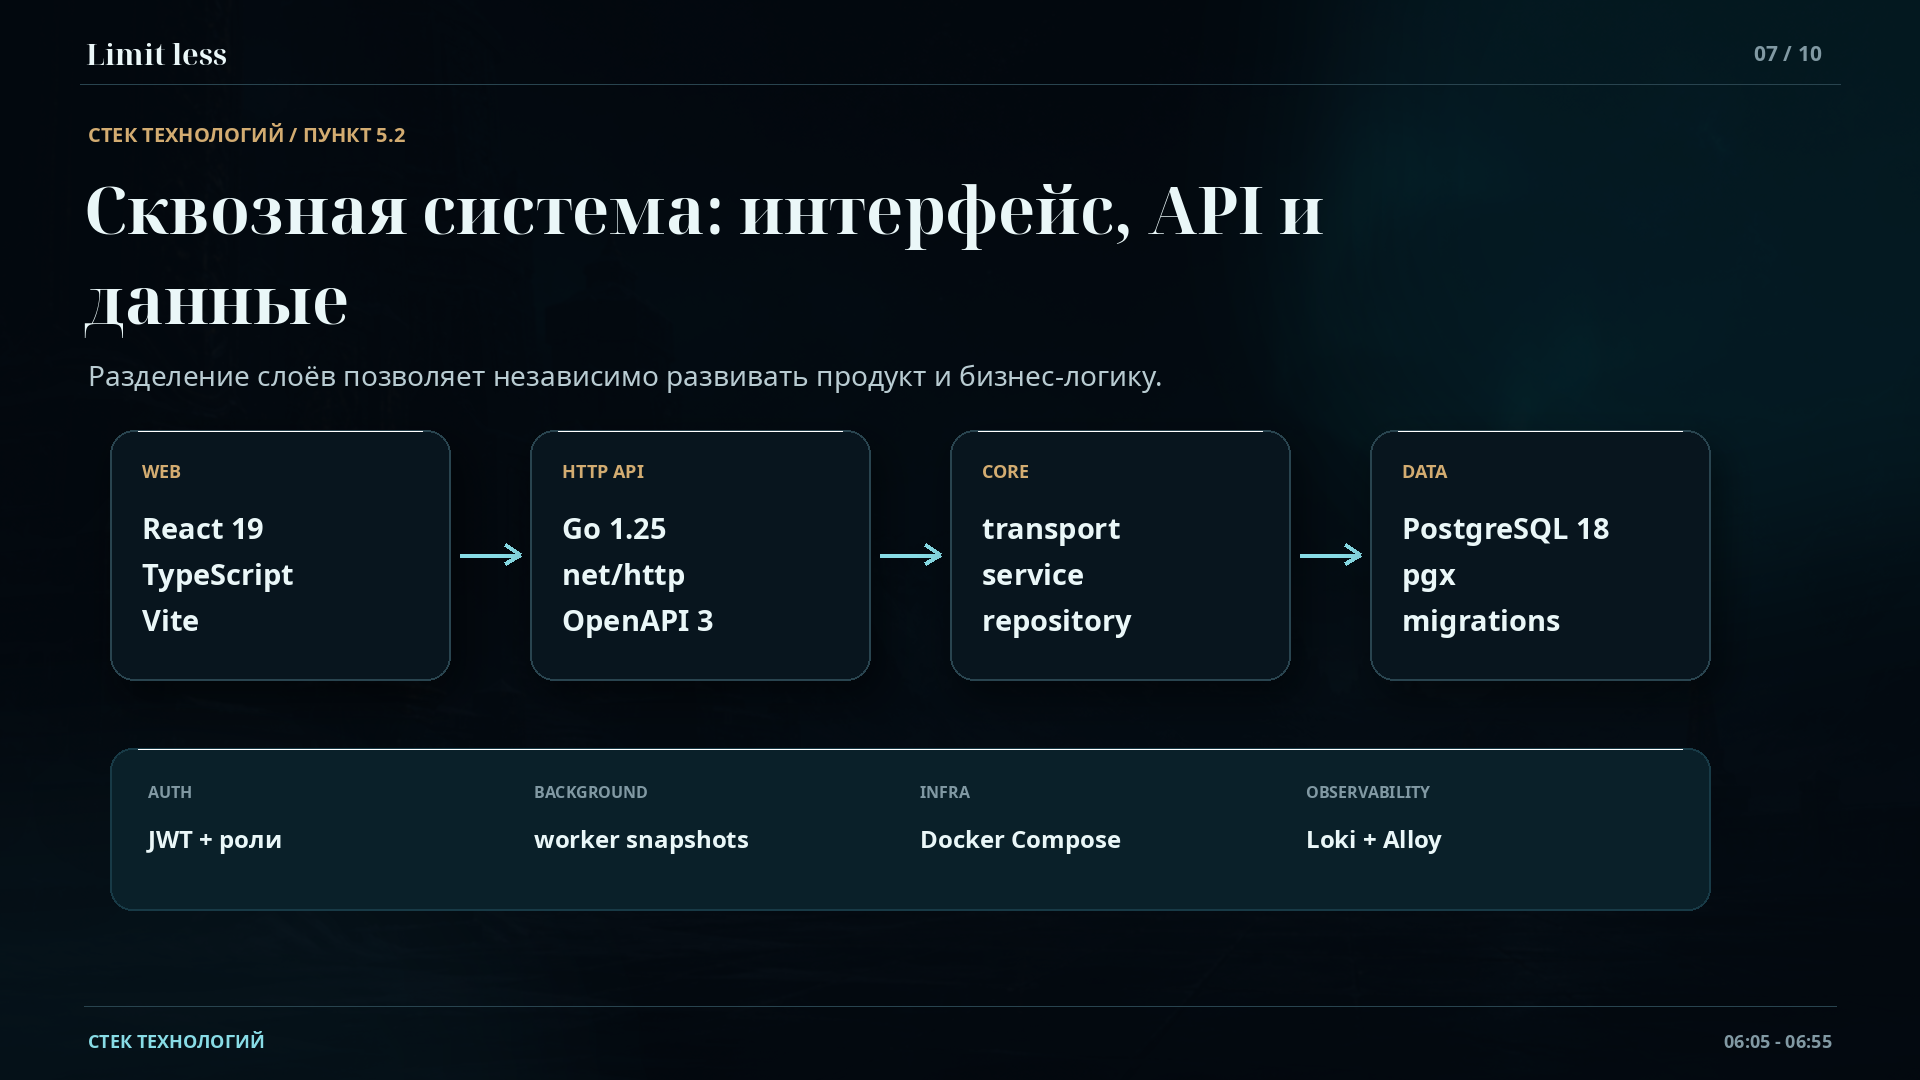 Limit less
07 / 10
СТЕК ТЕХНОЛОГИЙ / ПУНКТ 5.2
Сквозная система: интерфейс, API и
данные
Разделение слоёв позволяет независимо развивать продукт и бизнес-логику.
WEB
React 19
TypeScript
Vite
HTTP API
Go 1.25
net/http
OpenAPI 3
CORE
transport
service
repository
DATA
PostgreSQL 18
pgx
migrations
AUTH
JWT + роли
BACKGROUND
worker snapshots
INFRA
Docker Compose
OBSERVABILITY
Loki + Alloy
СТЕК ТЕХНОЛОГИЙ
06:05 - 06:55